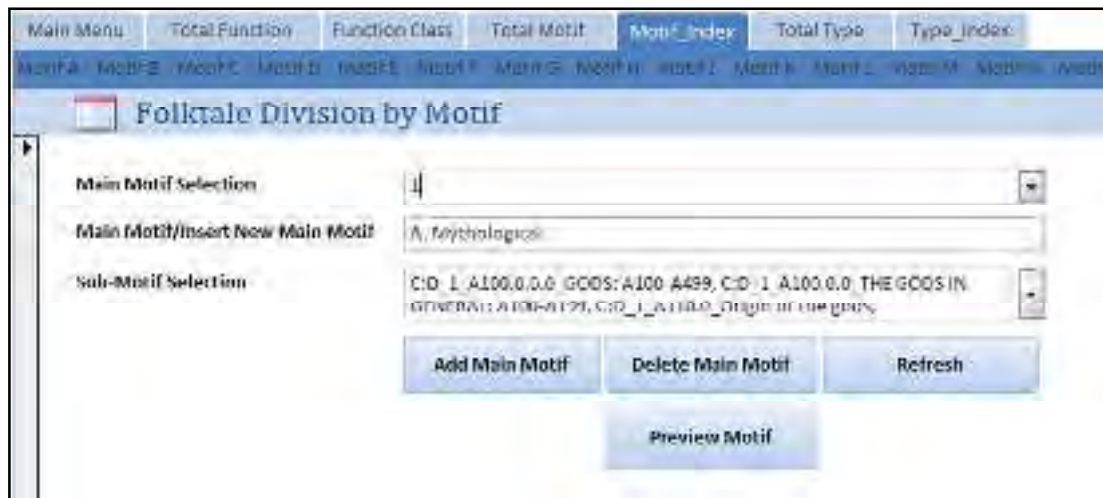 Main Menu Total Function Function Class Total Motif Motif_Index Total Type Type_Index
Motif A Motif B Motif C Motif D Motif E Motif F Motif G Motif H Motif J Motif K Motif L Motif M
Folktale Division by Motif
Main Motif Selection 1
Main Motif/Insert New Main Motif A. Mythological
Sub-Motif Selection C:D_1_A100.0.0.0_GODS: A100-A499, C:D_1_A100.0.0_THE GODS IN
GENERAL: A100-A199, C:D_1_A110.0_Origin of the gods,
Add Main Motif Delete Main Motif Refresh
Preview Motif